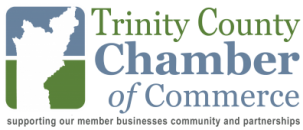 Trinity County
Chamber
of Commerce
supporting our member businesses community and partnerships